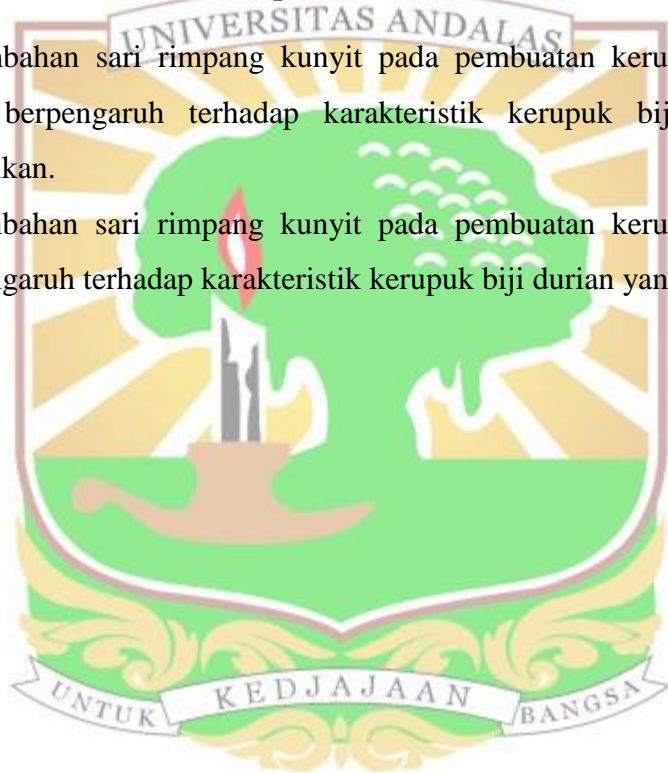 UNIVERSITAS ANDALAS
bahan sari rimpang kunyit pada pembuatan keru
berpengaruh terhadap karakteristik kerupuk bij
kan.
bahan sari rimpang kunyit pada pembuatan keru
garuh terhadap karakteristik kerupuk biji durian yan
UNTUK KEDJAJAAN BANGSA